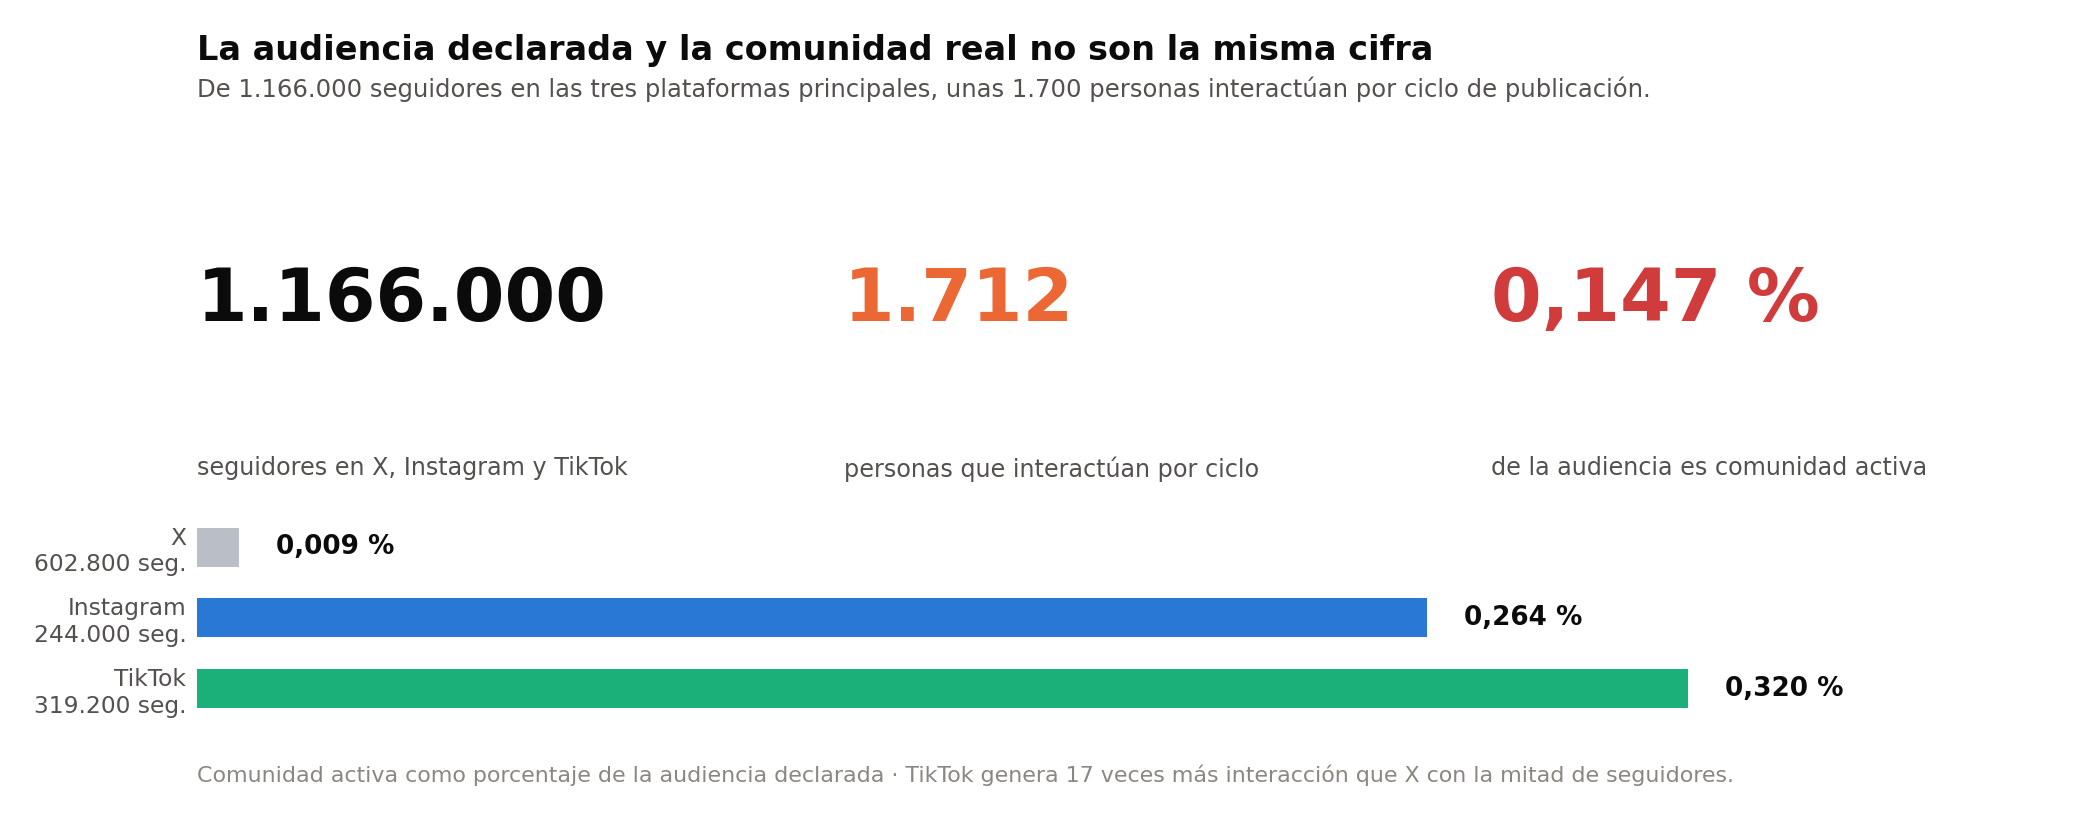 La audiencia declarada y la comunidad real no son la misma cifra
De 1.166.000 seguidores en las tres plataformas principales, unas 1.700 personas interactúan por ciclo de publicación.
1.166.000
1.712
0,147 %
seguidores en X, Instagram y TikTok
personas que interactúan por ciclo
de la audiencia es comunidad activa
X
602.800 seg.
0,009 %
Instagram
244.000 seg.
0,264 %
TikTok
319.200 seg.
0,320 %
Comunidad activa como porcentaje de la audiencia declarada · TikTok genera 17 veces más interacción que X con la mitad de seguidores.